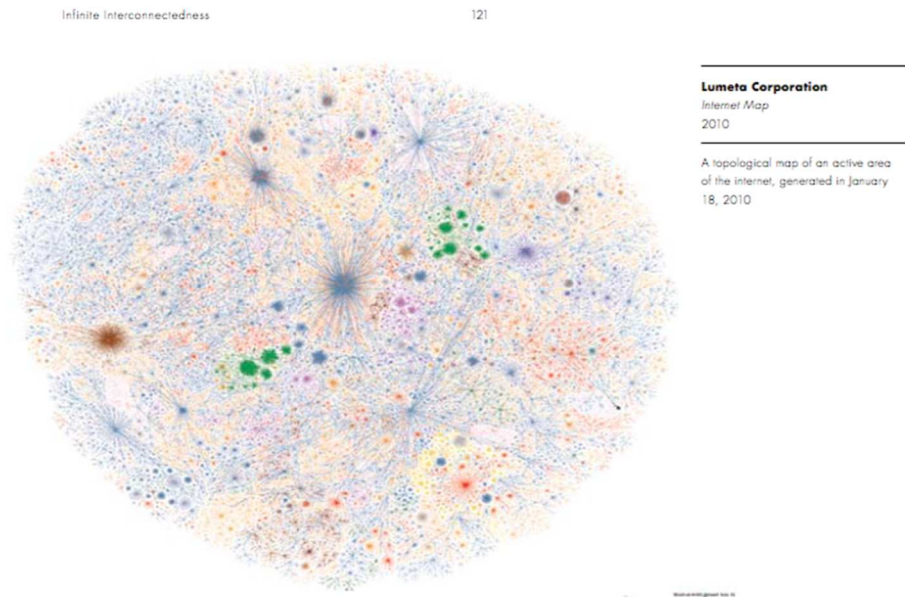 Infinite Interconnectedness
121
Lumeta Corporation
Internet Map
2010
A topological map of an active area
of the internet, generated in January
18, 2010